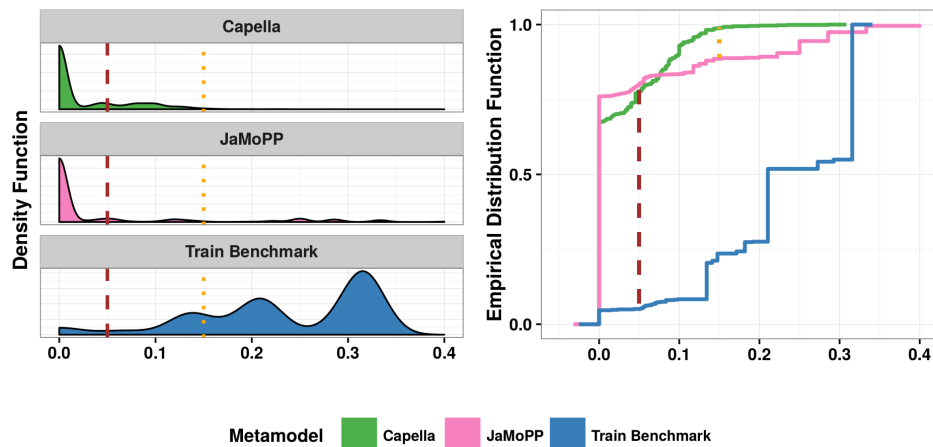 Capella
JaMoPP
Train Benchmark
Density Function
0.0 0.1 0.2 0.3 0.4
Empirical Distribution Function
1.0
0.5
0.0
0.0 0.1 0.2 0.3 0.4
Metamodel Capella JaMoPP Train Benchmark